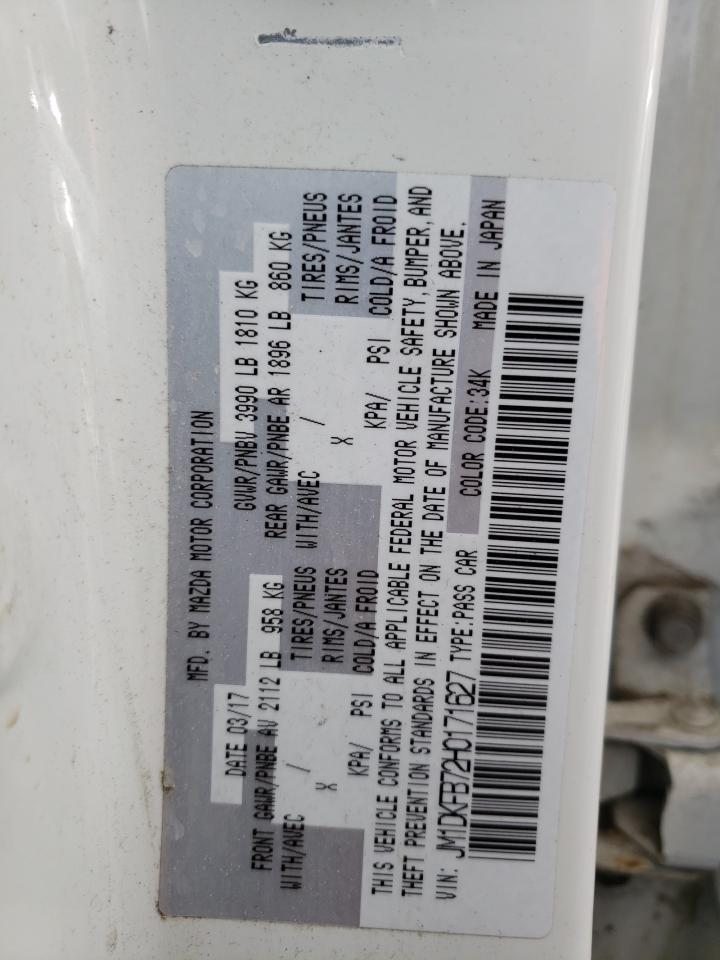 MFD. BY MAZDA MOTOR CORPORATION
DATE 03/17 GVWR/PNBV 3990 LB 1810 KG
FRONT GAWR/PNBE AV 2112 LB 958 KG REAR GAWR/PNBE AR 1896 LB 860 KG
WITH/AVEC / TIRES/PNEUS WITH/AVEC / TIRES/PNEUS
X RIMS/JANTES X RIMS/JANTES
KPA/ PSI COLD/A FROID KPA/ PSI COLD/A FROID
THIS VEHICLE CONFORMS TO ALL APPLICABLE FEDERAL MOTOR VEHICLE SAFETY, BUMPER, AND
THEFT PREVENTION STANDARDS IN EFFECT ON THE DATE OF MANUFACTURE SHOWN ABOVE.
VIN: JM1DKFB72H0171627 TYPE:PASS CAR COLOR CODE:34K MADE IN JAPAN